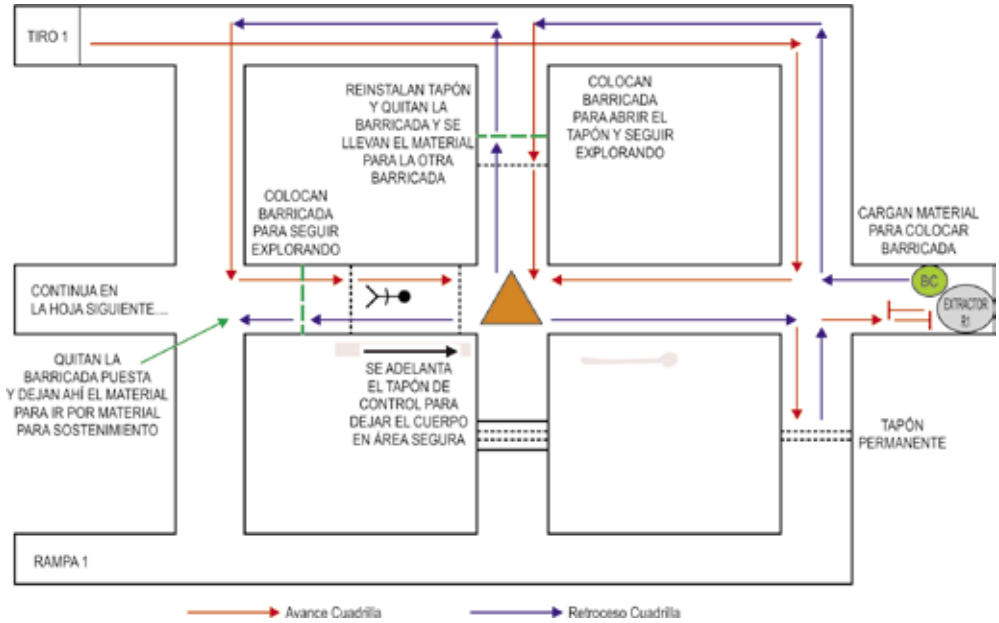 TIRO 1
REINSTALAN TAPÓN
Y QUITAN LA
BARRICADA Y SE
LLEVAN EL MATERIAL
PARA LA OTRA
BARRICADA
COLOCAN
BARRICADA
PARA ABRIR EL
TAPÓN Y SEGUIR
EXPLORANDO
COLOCAN
BARRICADA
PARA SEGUIR
EXPLORANDO
CARGAN MATERIAL
PARA COLOCAR
BARRICADA
BC
EXTRACTOR
R1
CONTINUA EN
LA HOJA SIGUIENTE....
QUITAN LA
BARRICADA PUESTA
Y DEJAN AHÍ EL MATERIAL
PARA IR POR MATERIAL
PARA SOSTENIMIENTO
SE ADELANTA
EL TAPÓN DE
CONTROL PARA
DEJAR EL CUERPO
EN ÁREA SEGURA
TAPÓN
PERMANENTE
RAMPA 1
Avance Cuadrilla
Retroceso Cuadrilla